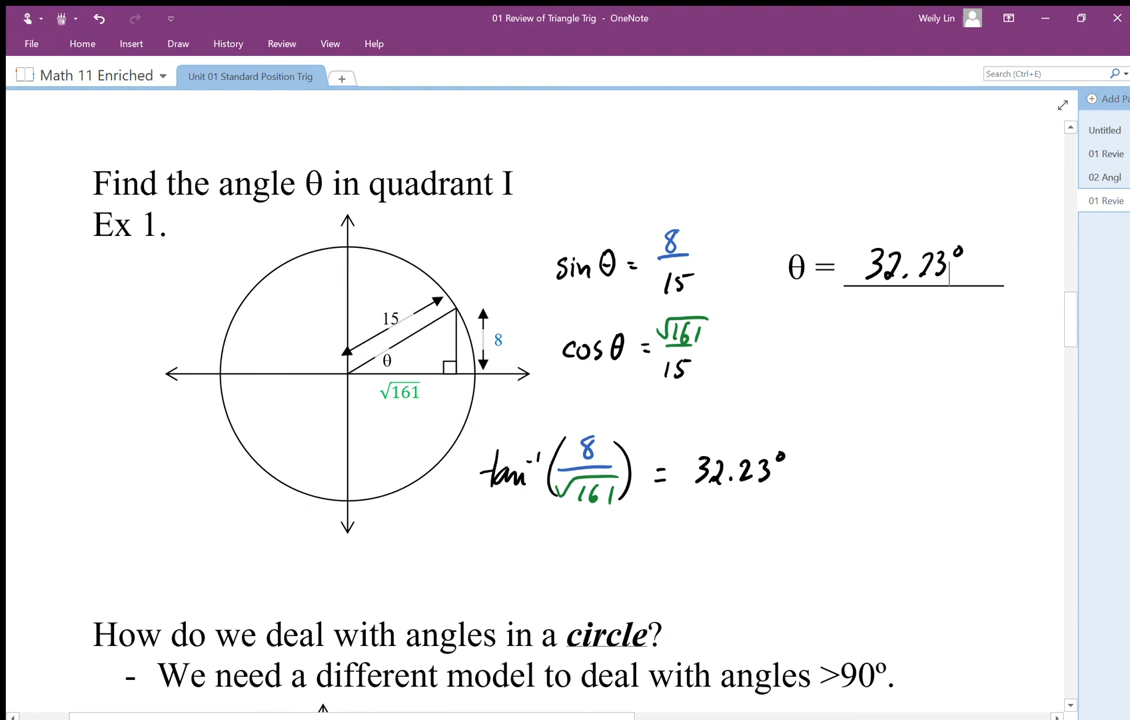 01 Review of Triangle Trig - OneNote
Weily Lin
File Home Insert Draw History Review View Help
Math 11 Enriched
Unit 01 Standard Position Trig
+
Search (Ctrl+E)
Add Pa
Untitled
01 Revie
02 Angl
01 Revie
Find the angle θ in quadrant I
Ex 1.
15
θ
8
√161
sin θ = 8/15
cos θ = √161/15
tan⁻¹(8/√161) = 32.23°
θ = 32.23°
How do we deal with angles in a circle?
- We need a different model to deal with angles >90º.